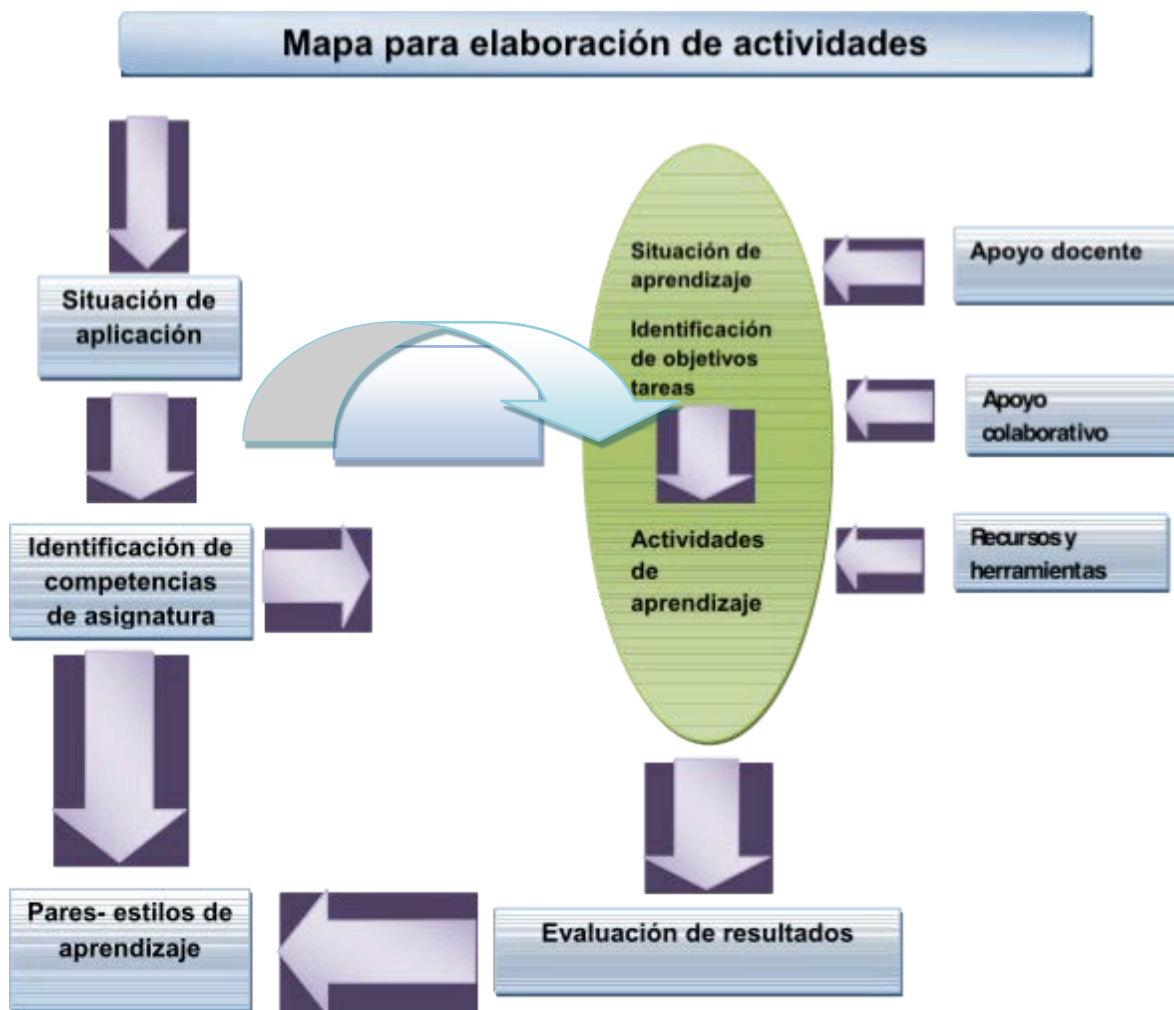 Mapa para elaboración de actividades
Situación de
aplicación
Identificación de
competencias
de asignatura
Pares- estilos de
aprendizaje
Situación de
aprendizaje
Identificación
de objetivos
tareas
Actividades
de
aprendizaje
Apoyo docente
Apoyo
colaborativo
Recursos y
herramientas
Evaluación de resultados